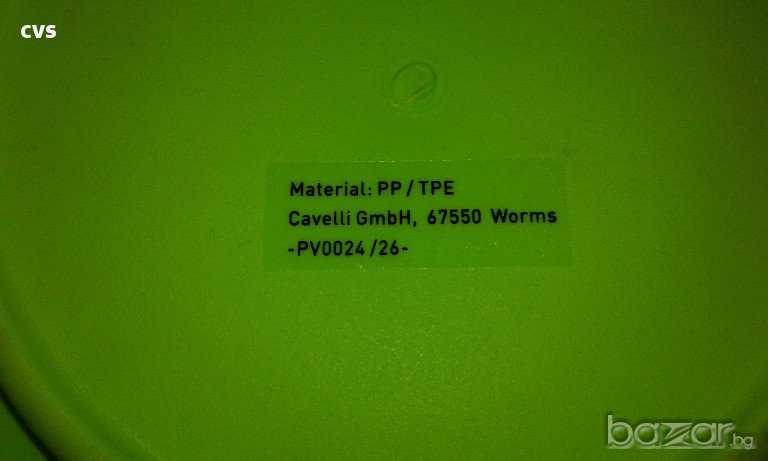 cvs
Material: PP / TPE
Cavelli GmbH, 67550 Worms
-PV0024 /26-
bazar.bg